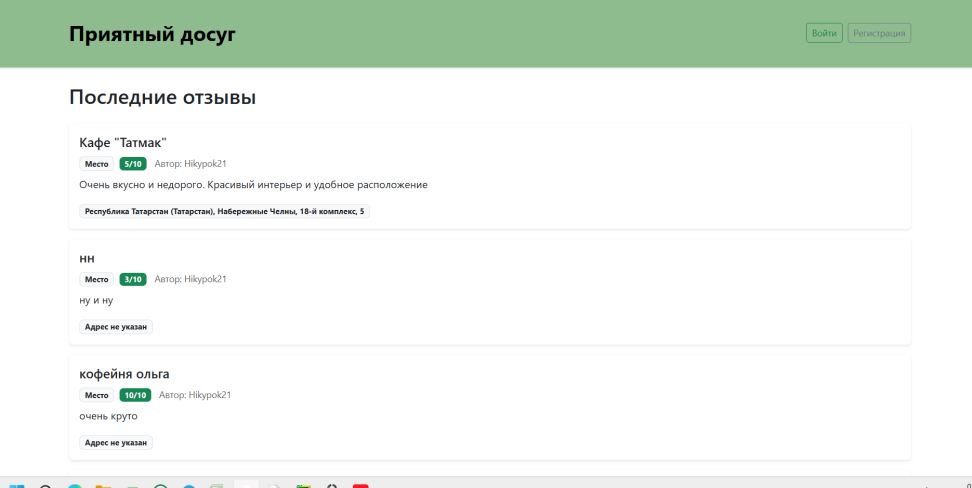 Приятный досуг
Войти Регистрация
Последние отзывы
Кафе "Татмак"
Место 5/10 Автор: Hikypok21
Очень вкусно и недорого. Красивый интерьер и удобное расположение
Республика Татарстан (Татарстан), Набережные Челны, 18-й комплекс, 5
нн
Место 3/10 Автор: Hikypok21
ну и ну
Адрес не указан
кофейня ольга
Место 10/10 Автор: Hikypok21
очень круто
Адрес не указан